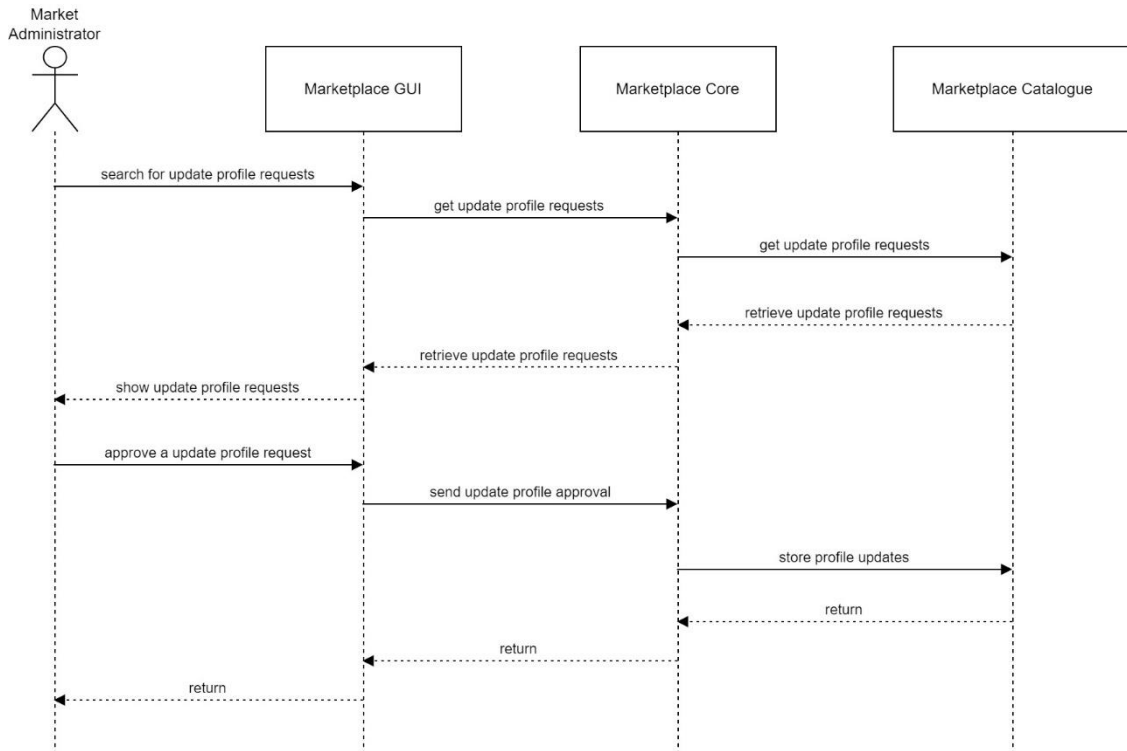 Market
Administrator
Marketplace GUI
Marketplace Core
Marketplace Catalogue
search for update profile requests
get update profile requests
get update profile requests
retrieve update profile requests
retrieve update profile requests
show update profile requests
approve a update profile request
send update profile approval
store profile updates
return
return
return